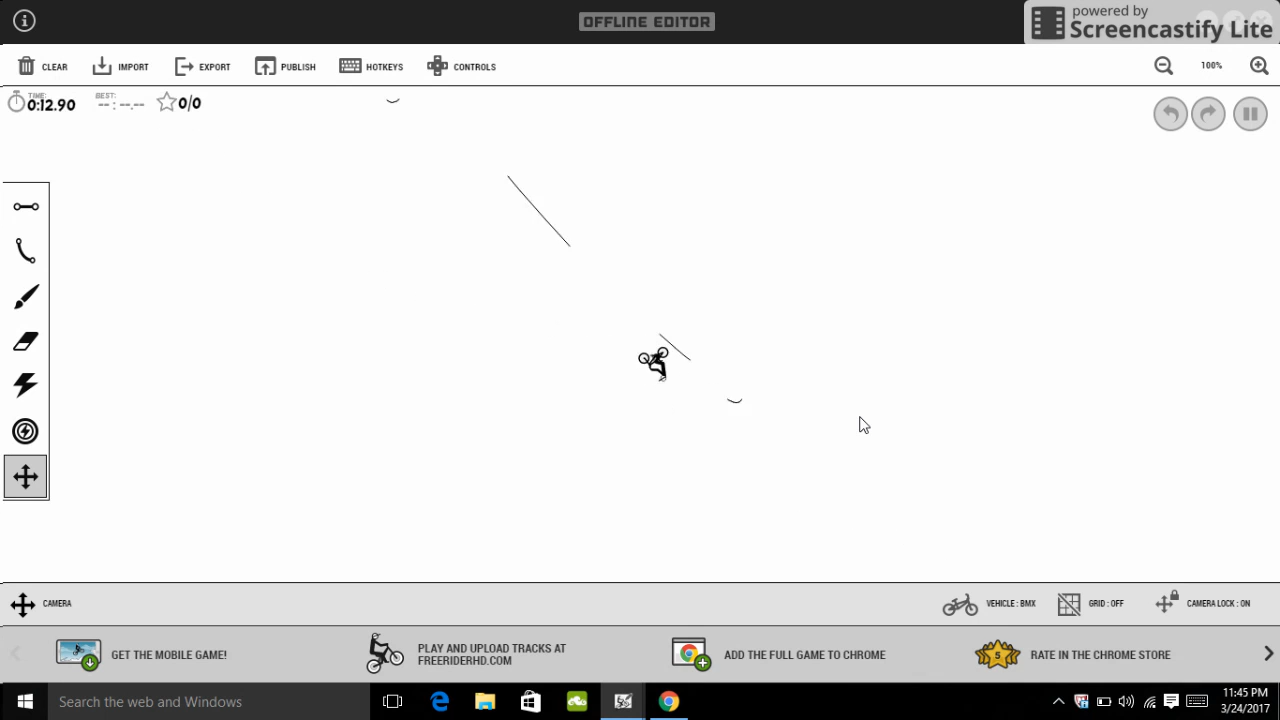 OFFLINE EDITOR
powered by
Screencastify Lite
CLEAR
IMPORT
EXPORT
PUBLISH
HOTKEYS
CONTROLS
100%
TIME:
0:12.90
BEST:
-- : --.--
0/0
CAMERA
VEHICLE : BMX
GRID : OFF
CAMERA LOCK : ON
GET THE MOBILE GAME!
PLAY AND UPLOAD TRACKS AT
FREERIDERHD.COM
ADD THE FULL GAME TO CHROME
5
RATE IN THE CHROME STORE
Search the web and Windows
11:45 PM
3/24/2017